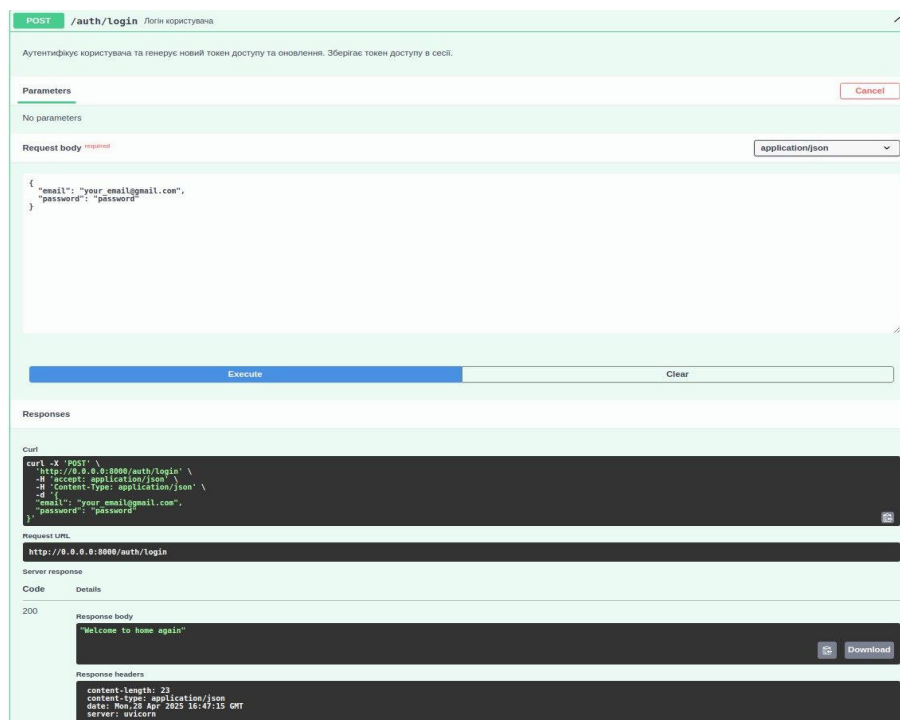 POST /auth/login Логін користувача
Аутентифікує користувача та генерує новий токен доступу та оновлення. Зберігає токен доступу в сесії.
Parameters Cancel
No parameters
Request body required application/json
{
"email": "your_email@gmail.com",
"password": "password"
}
Execute Clear
Responses
Curl
curl -X 'POST' \
'http://0.0.0.0:8000/auth/login' \
-H 'accept: application/json' \
-H 'Content-Type: application/json' \
-d '{
"email": "your_email@gmail.com",
"password": "password"
}'
Request URL
http://0.0.0.0:8000/auth/login
Server response
Code Details
200
Response body
"Welcome to home again"
Download
Response headers
content-length: 23
content-type: application/json
date: Mon,28 Apr 2025 16:47:15 GMT
server: uvicorn